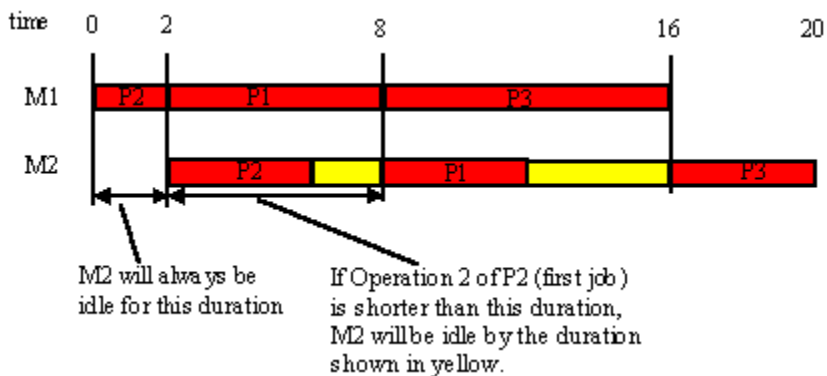 time 0 2 8 16 20
M1 P2 P1 P3
M2 P2 P1 P3
M2 will always be
idle for this duration
If Operation 2 of P2 (first job)
is shorter than this duration,
M2 will be idle by the duration
shown in yellow.